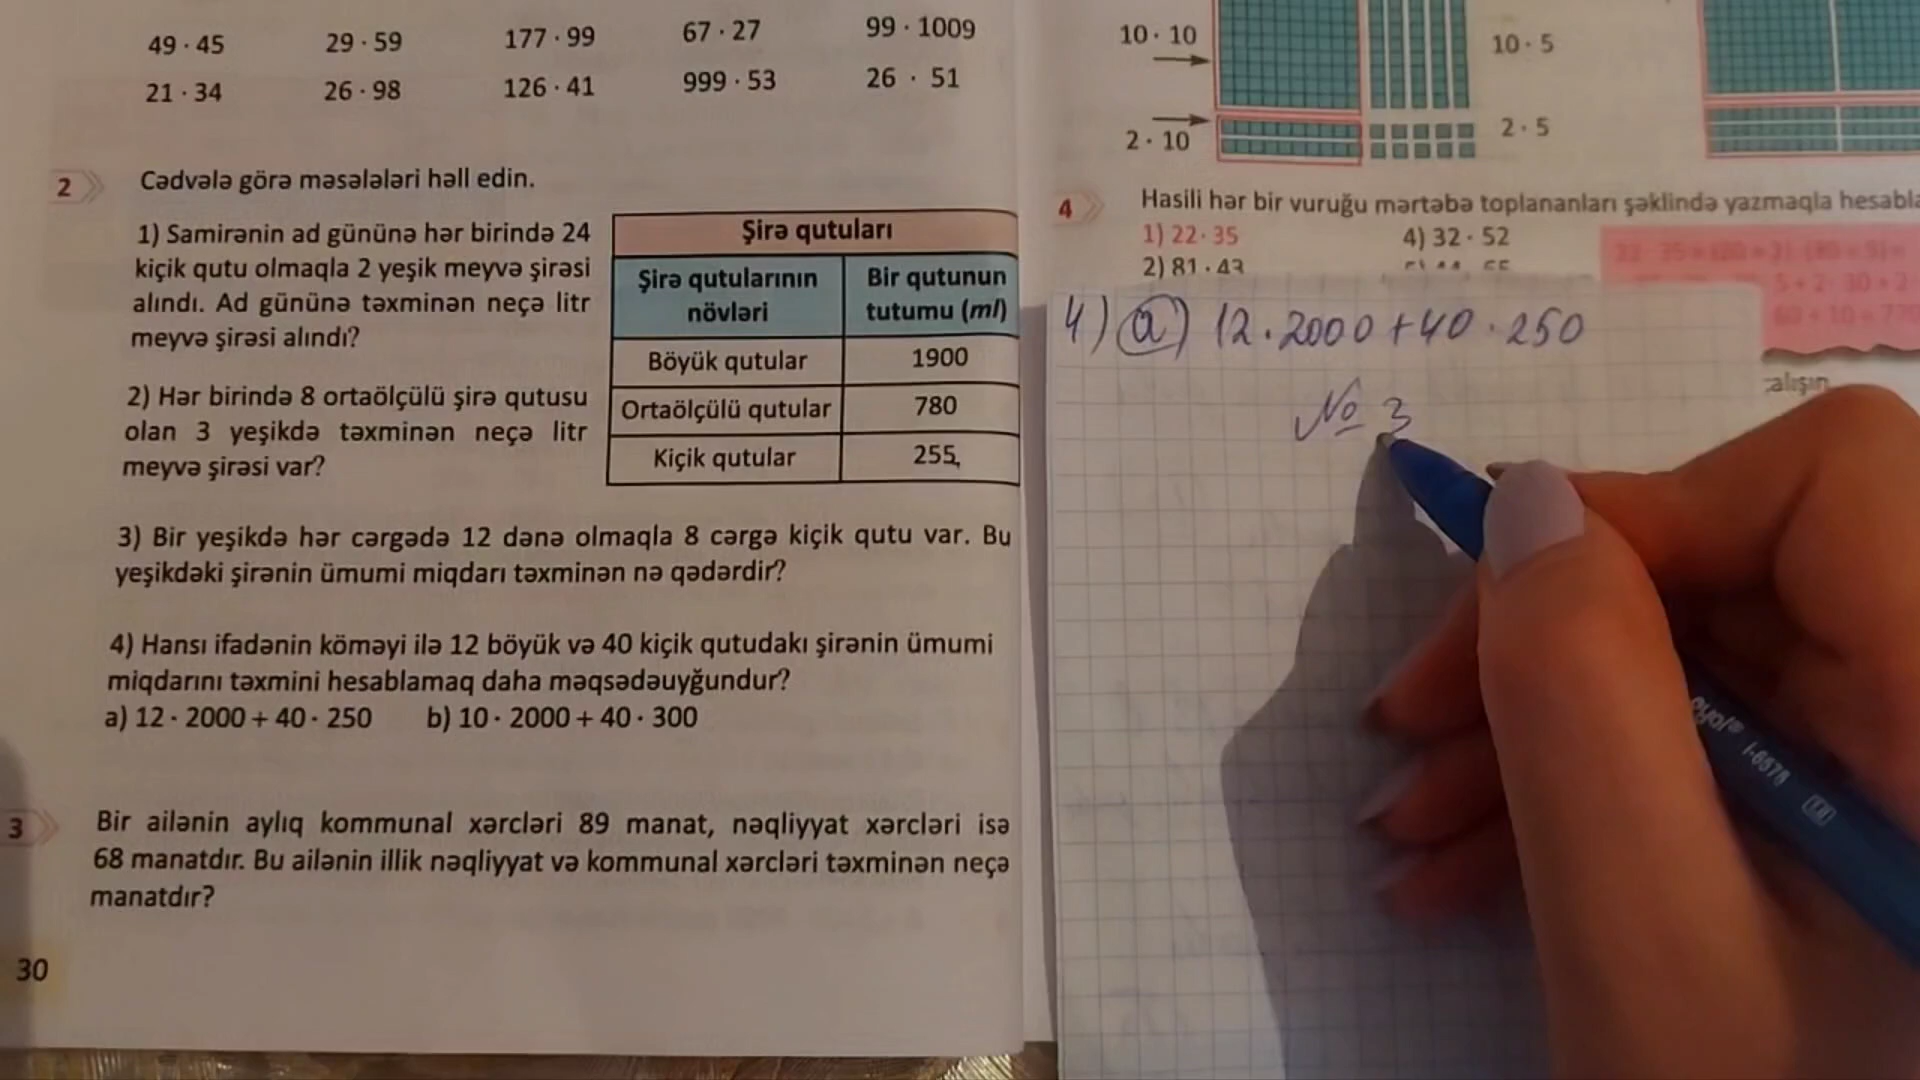 49 · 45 29 · 59 177 · 99 67 · 27 99 · 1009
21 · 34 26 · 98 126 · 41 999 · 53 26 · 51
2 Cədvələ görə məsələləri həll edin.
1) Samirənin ad gününə hər birində 24
kiçik qutu olmaqla 2 yeşik meyvə şirəsi
alındı. Ad gününə təxminən neçə litr
meyvə şirəsi alındı?
2) Hər birində 8 ortaölçülü şirə qutusu
olan 3 yeşikdə təxminən neçə litr
meyvə şirəsi var?
Şirə qutuları
Şirə qutularının növləri Bir qutunun tutumu (ml)
Böyük qutular 1900
Ortaölçülü qutular 780
Kiçik qutular 255,
3) Bir yeşikdə hər cərgədə 12 dənə olmaqla 8 cərgə kiçik qutu var. Bu
yeşikdəki şirənin ümumi miqdarı təxminən nə qədərdir?
4) Hansı ifadənin köməyi ilə 12 böyük və 40 kiçik qutudakı şirənin ümumi
miqdarını təxmini hesablamaq daha məqsədəuyğundur?
a) 12 · 2000 + 40 · 250 b) 10 · 2000 + 40 · 300
3 Bir ailənin aylıq kommunal xərcləri 89 manat, nəqliyyat xərcləri isə
68 manatdır. Bu ailənin illik nəqliyyat və kommunal xərcləri təxminən neçə
manatdır?
30
10 · 10 10 · 5
2 · 10 2 · 5
4 Hasili hər bir vuruğu mərtəbə toplananları şəklində yazmaqla hesabla
1) 22 · 35 4) 32 · 52
2) 81 · 43
4) a) 12 · 2000 + 40 · 250
№ 3
çalışın